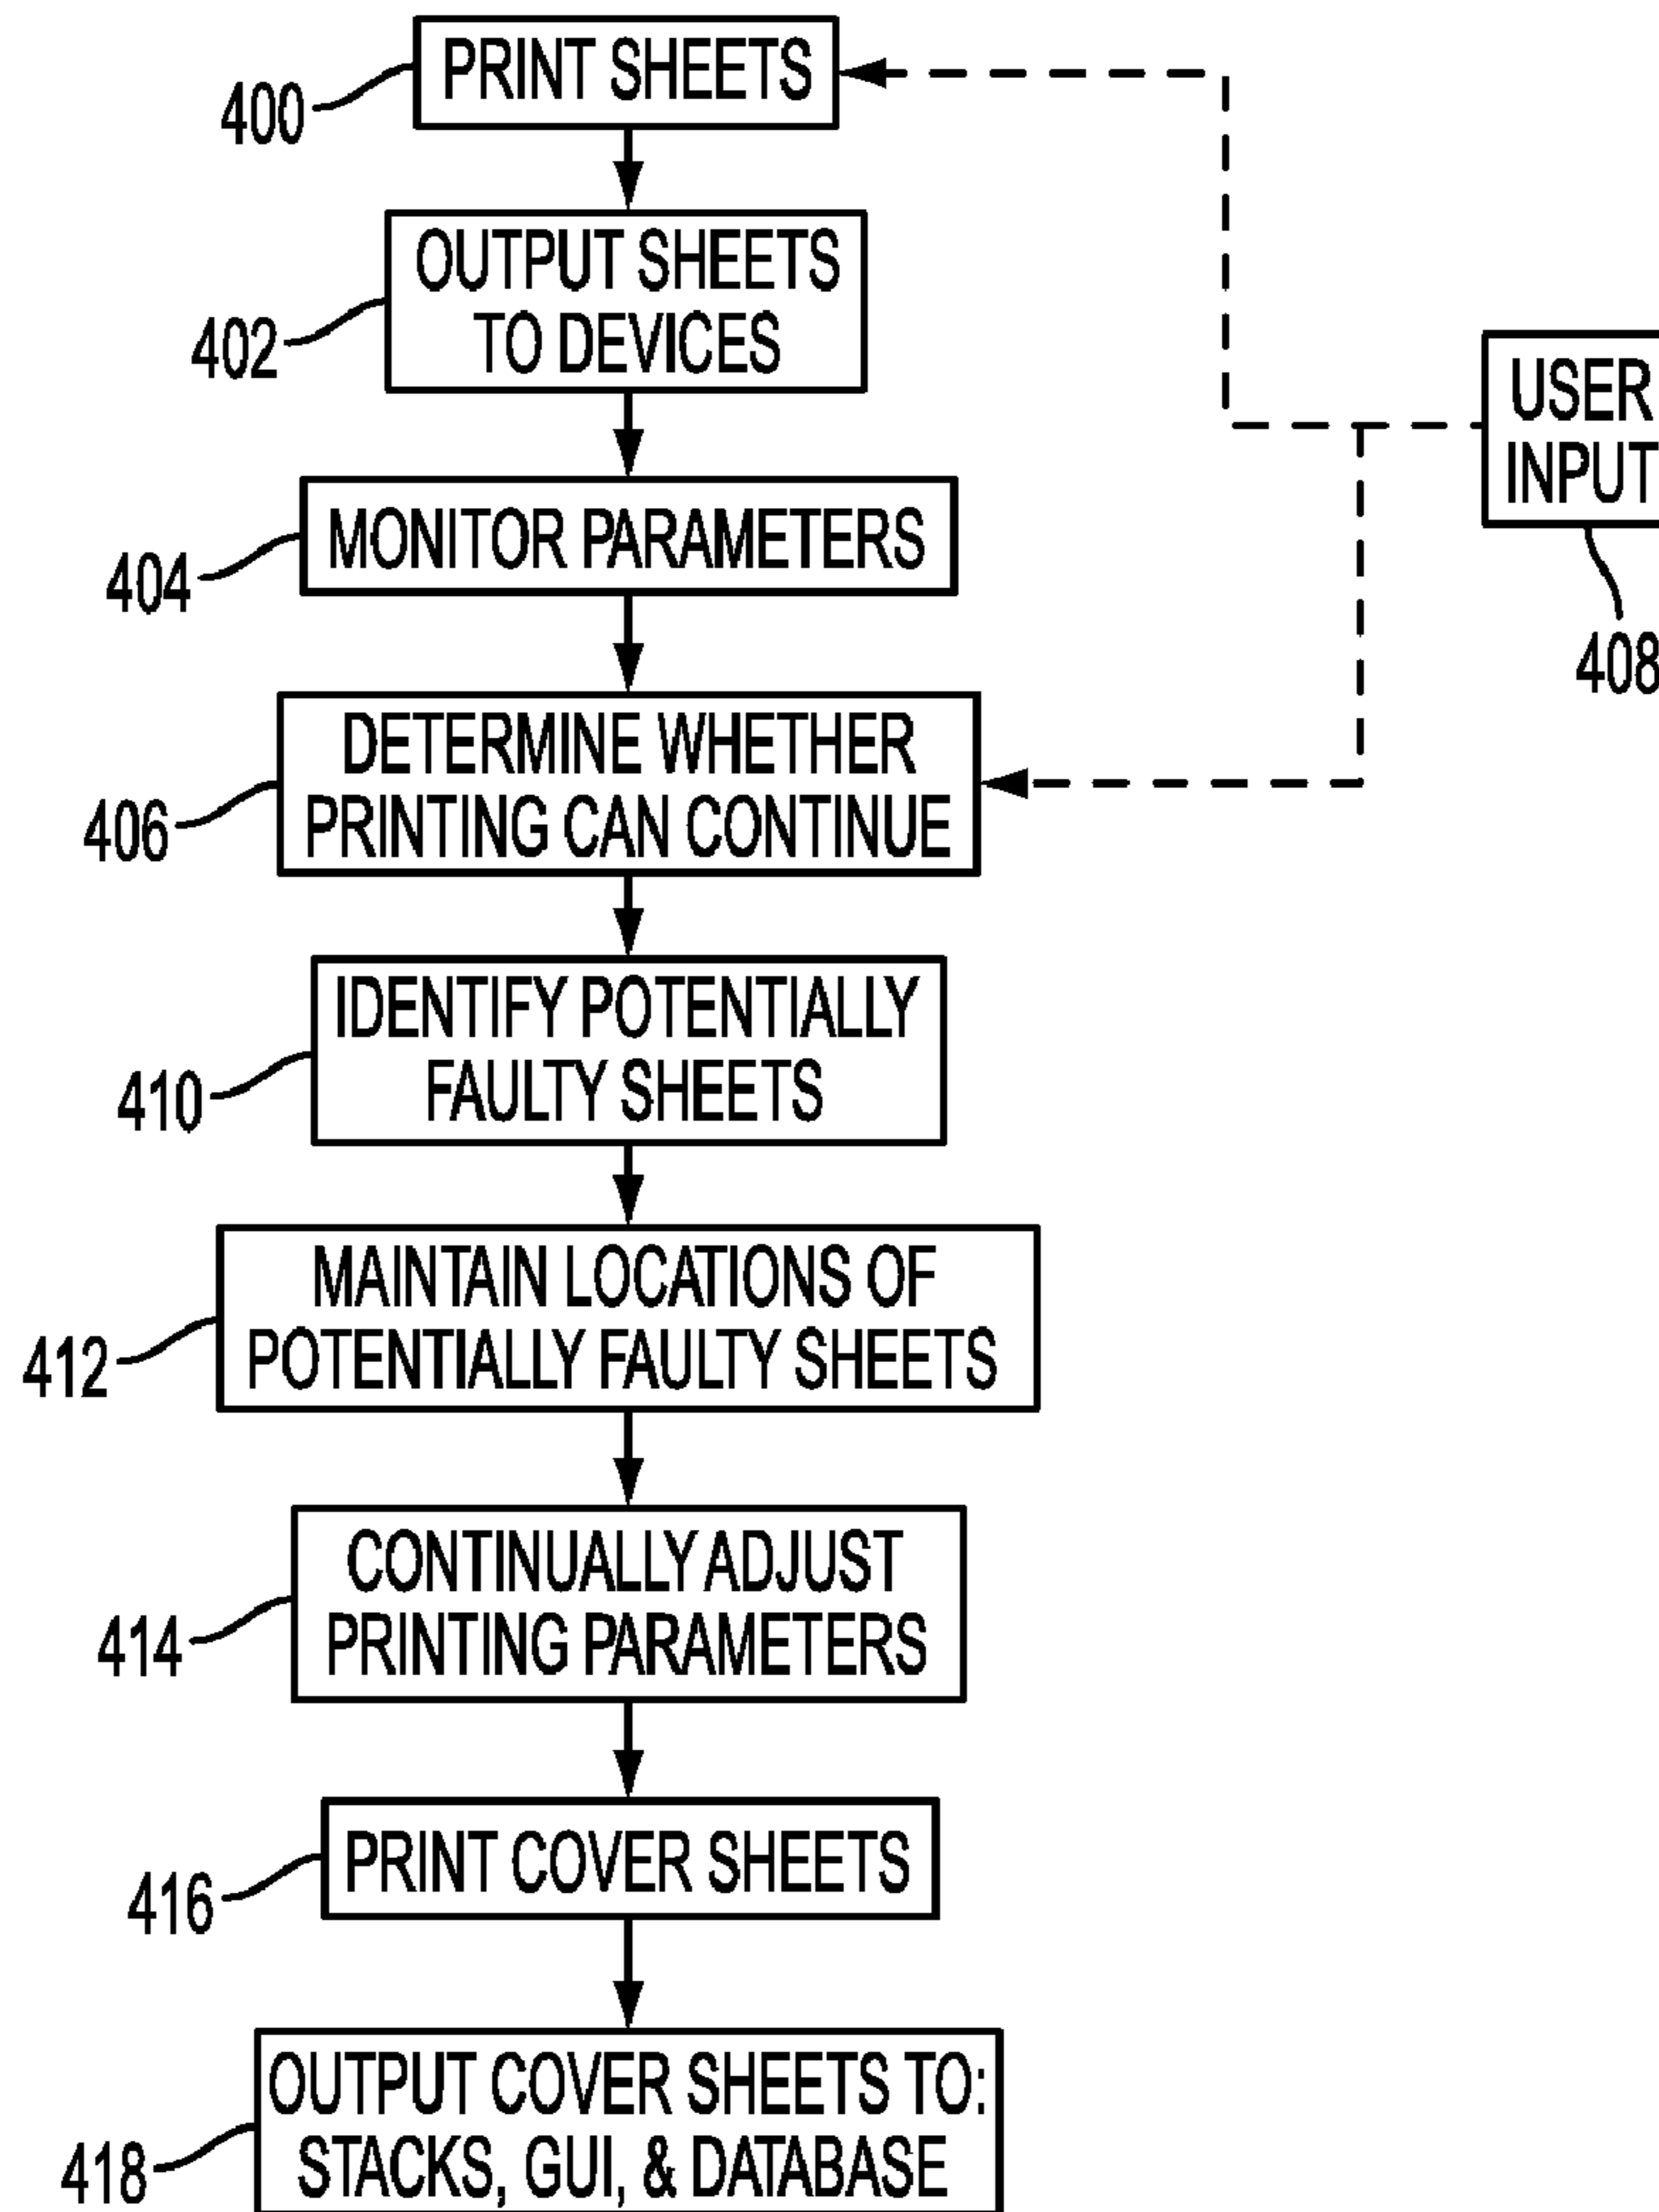 PRINT SHEETS
400
OUTPUT SHEETS
TO DEVICES
402
USER
INPUT
408
MONITOR PARAMETERS
404
DETERMINE WHETHER
PRINTING CAN CONTINUE
406
IDENTIFY POTENTIALLY
FAULTY SHEETS
410
MAINTAIN LOCATIONS OF
POTENTIALLY FAULTY SHEETS
412
CONTINUALLY ADJUST
PRINTING PARAMETERS
414
PRINT COVER SHEETS
416
OUTPUT COVER SHEETS TO:
STACKS, GUI, & DATABASE
418